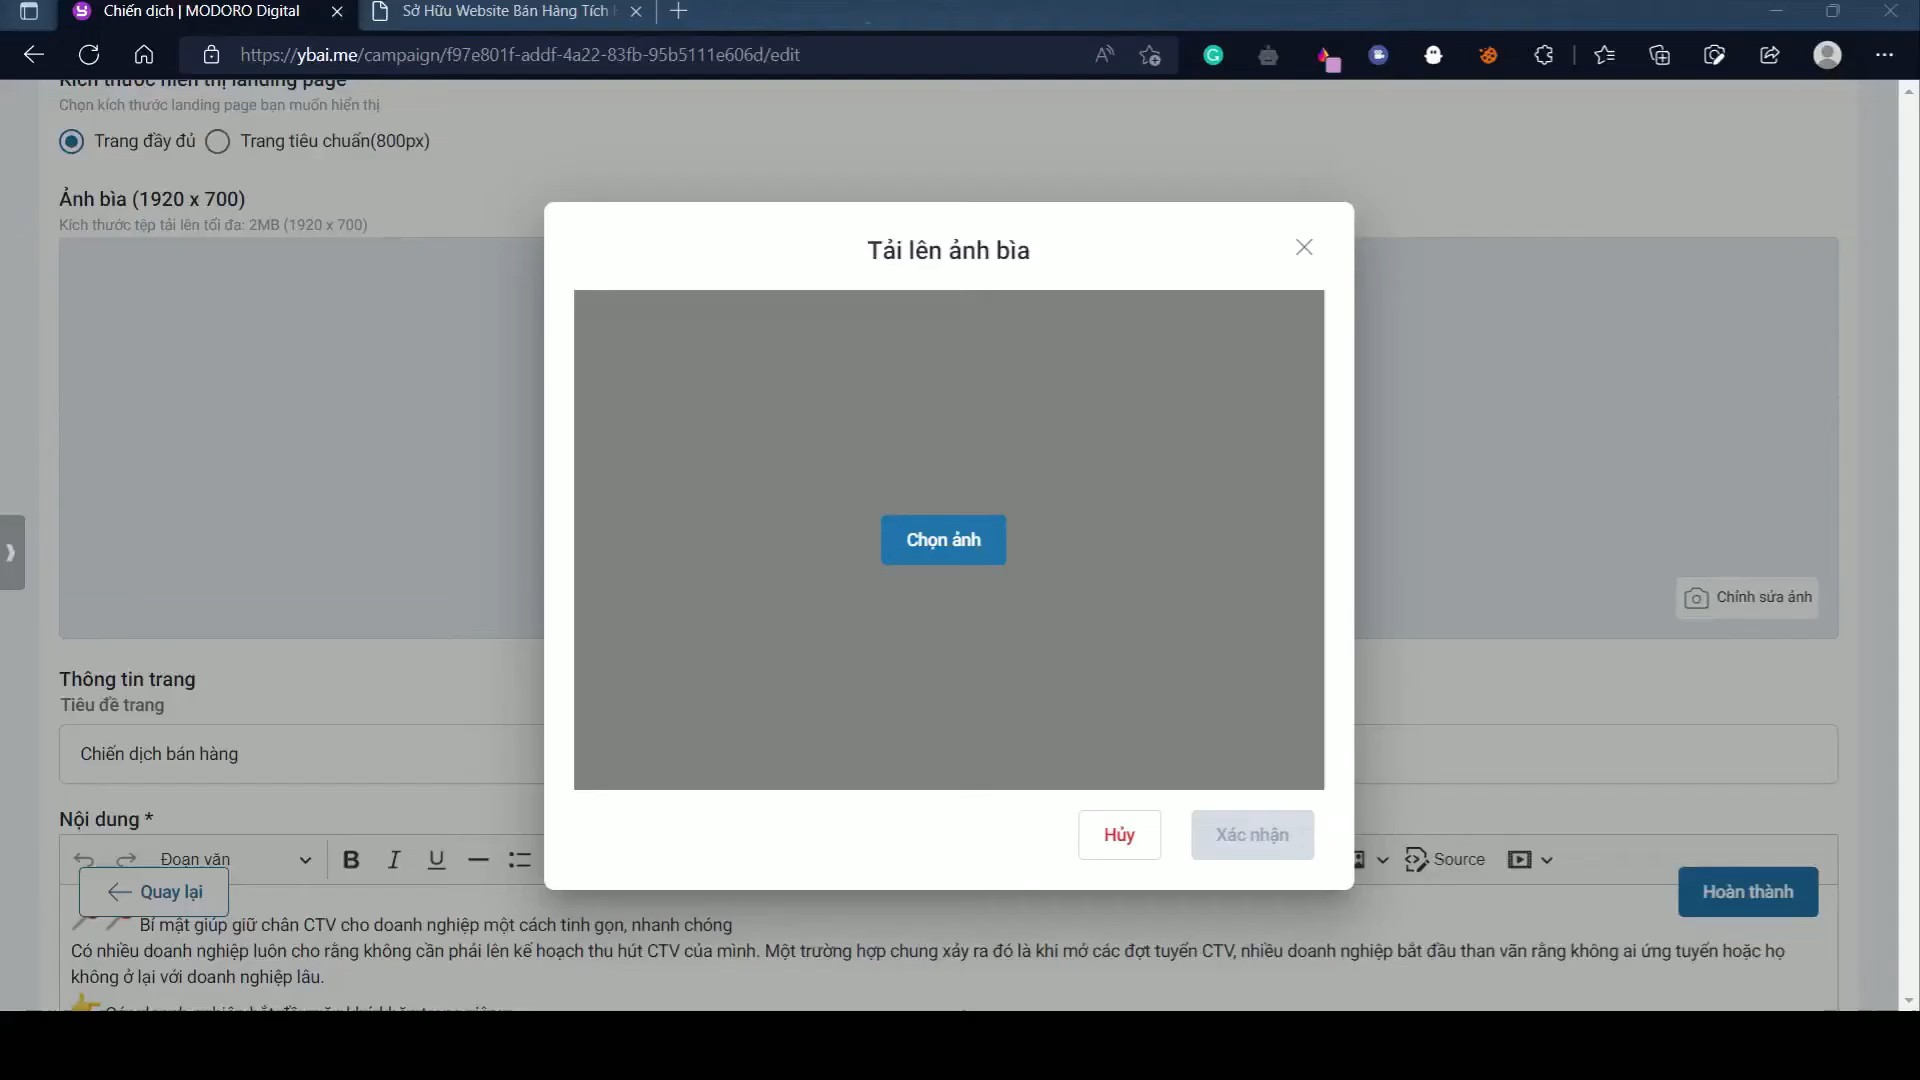 Chiến dịch | MODORO Digital
Sở Hữu Website Bán Hàng Tích
https://ybai.me/campaign/f97e801f-addf-4a22-83fb-95b5111e606d/edit
Kích thước hiển thị landing page
Chọn kích thước landing page bạn muốn hiển thị
Trang đầy đủ
Trang tiêu chuẩn(800px)
Ảnh bìa (1920 x 700)
Kích thước tệp tải lên tối đa: 2MB (1920 x 700)
Tải lên ảnh bìa
Chọn ảnh
Chỉnh sửa ảnh
Thông tin trang
Tiêu đề trang
Chiến dịch bán hàng
Hủy
Xác nhận
Nội dung *
Đoạn văn
B I U
Source
Quay lại
Hoàn thành
Bí mật giúp giữ chân CTV cho doanh nghiệp một cách tinh gọn, nhanh chóng
Có nhiều doanh nghiệp luôn cho rằng không cần phải lên kế hoạch thu hút CTV của mình. Một trường hợp chung xảy ra đó là khi mở các đợt tuyển CTV, nhiều doanh nghiệp bắt đầu than vãn rằng không ai ứng tuyển hoặc họ
không ở lại với doanh nghiệp lâu.